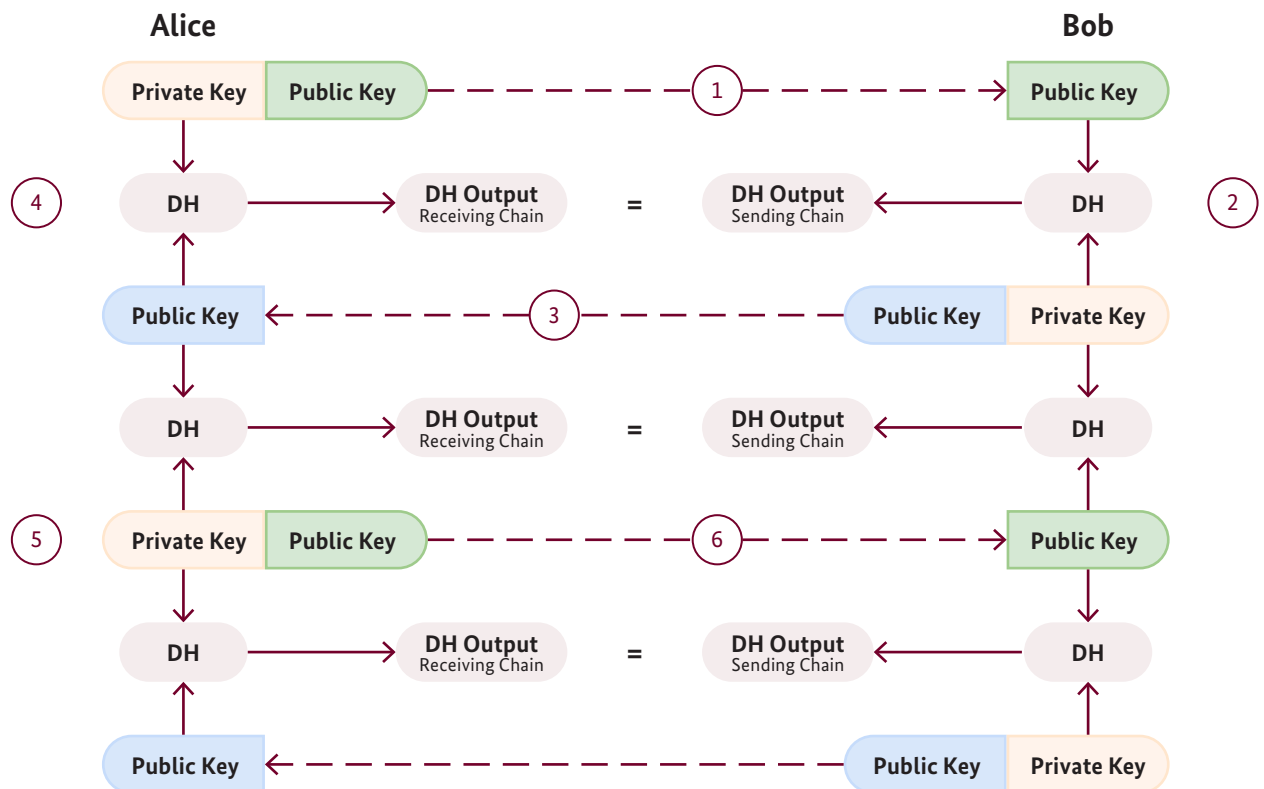 Alice Bob
Private Key Public Key 1 Public Key
4 DH DH Output Receiving Chain = DH Output Sending Chain DH 2
Public Key 3 Public Key Private Key
DH DH Output Receiving Chain = DH Output Sending Chain DH
5 Private Key Public Key 6 Public Key
DH DH Output Receiving Chain = DH Output Sending Chain DH
Public Key Public Key Private Key